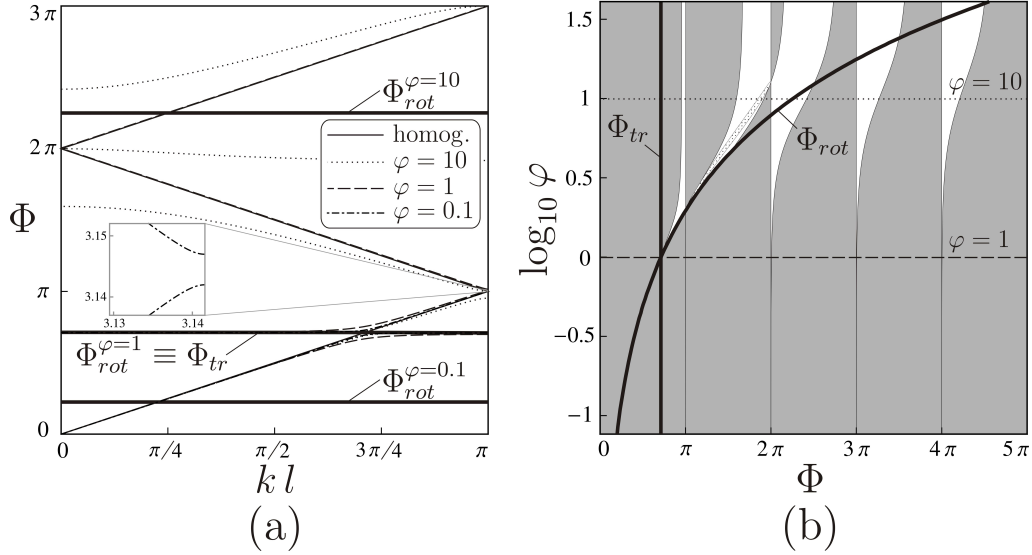 3π
Φ_rot^φ=10
homog.
φ = 10
φ = 1
φ = 0.1
2π
Φ
3.15
3.14
3.13
3.14
π
Φ_rot^φ=1 ≡ Φ_tr
Φ_rot^φ=0.1
0
0
π/4
π/2
3π/4
π
k l
(a)
1.5
φ = 10
1
Φ_tr
Φ_rot
0.5
log₁₀ φ
φ = 1
0
−0.5
−1
0
π
2π
3π
4π
5π
Φ
(b)